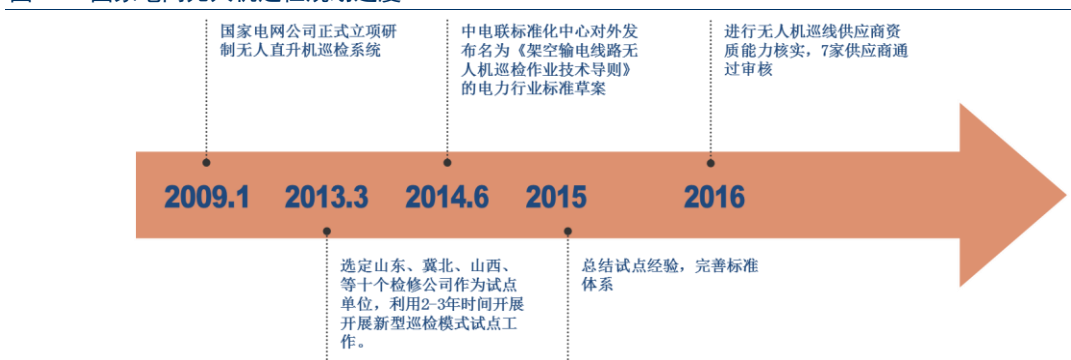 国家电网公司正式立项研
制无人直升机巡检系统
中电联标准化中心对外发
布名为《架空输电线路无
人机巡检作业技术导则》
的电力行业标准草案
进行无人机巡线供应商资
质能力核实，7家供应商通
过审核
2009.1
2013.3
2014.6
2015
2016
选定山东、冀北、山西、
等十个检修公司作为试点
单位，利用2-3年时间开展
开展新型巡检模式试点工
作。
总结试点经验，完善标准
体系